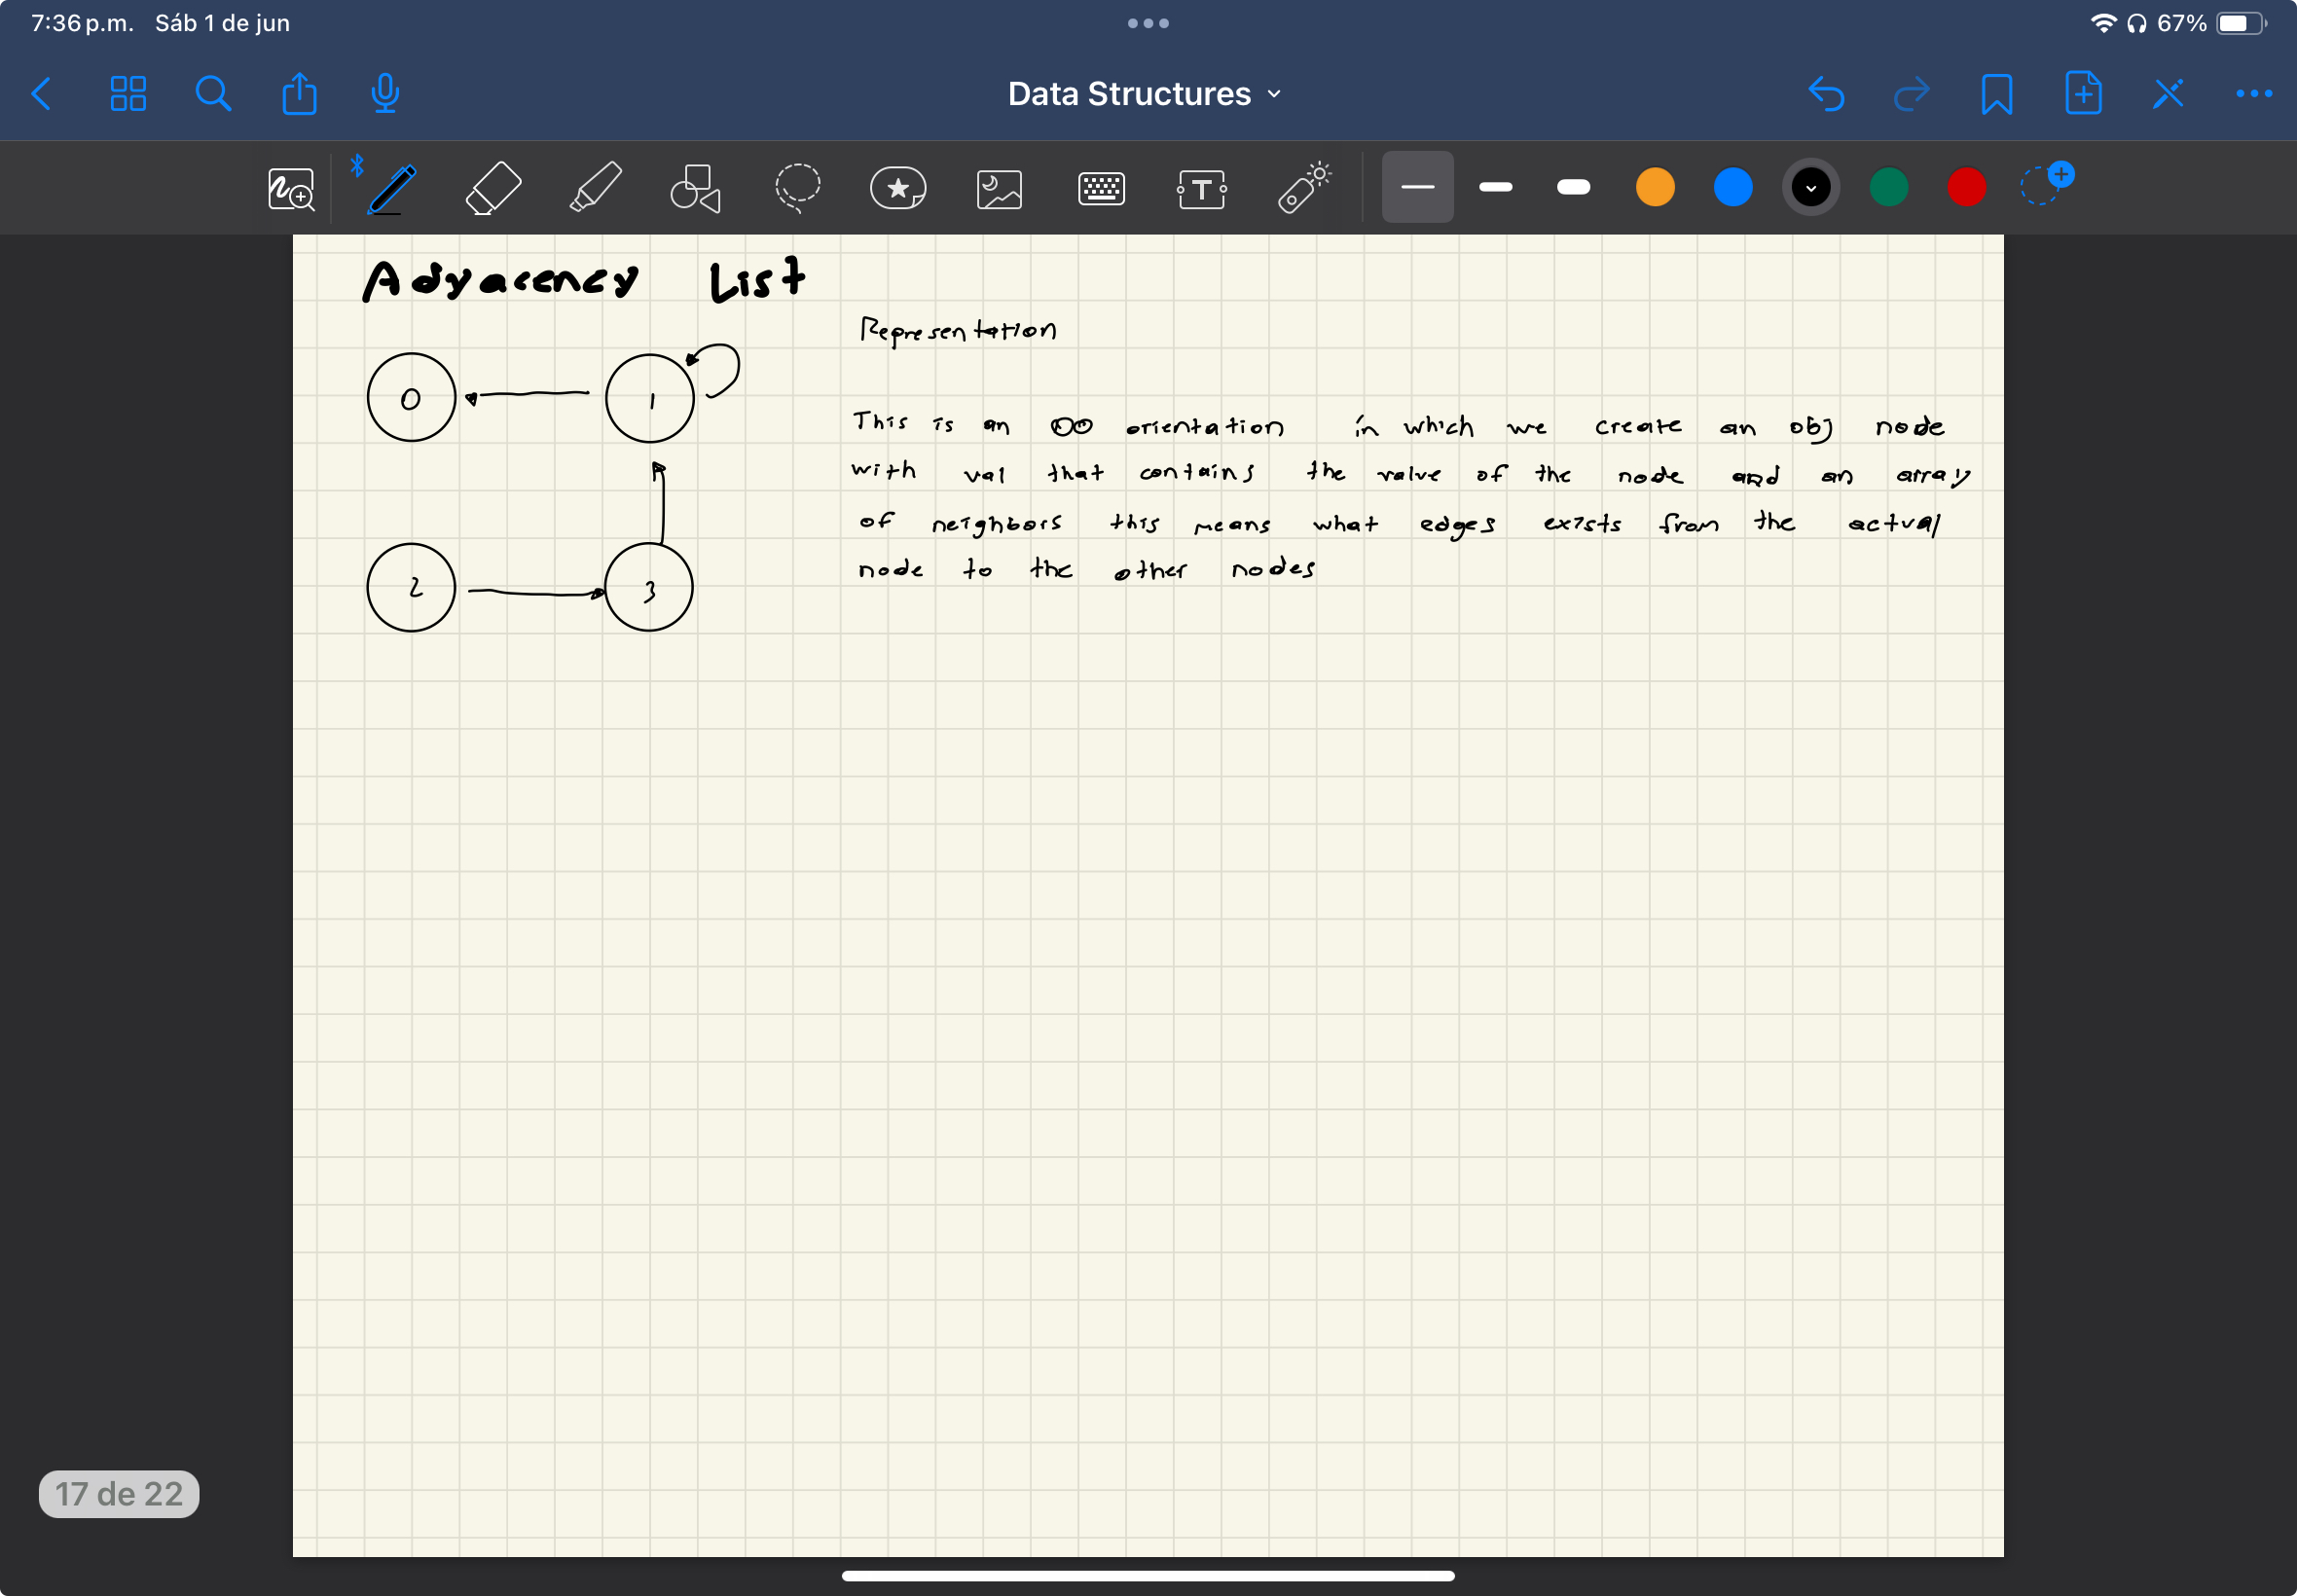 7:36 p.m. Sáb 1 de jun
67%
Data Structures
T
Adyacency List
Representation
0
1
This is an OO orientation in which we create an obj node
with val that contains the value of the node and an array
of neighbors this means what edges exists from the actual
node to the other nodes
2
3
17 de 22